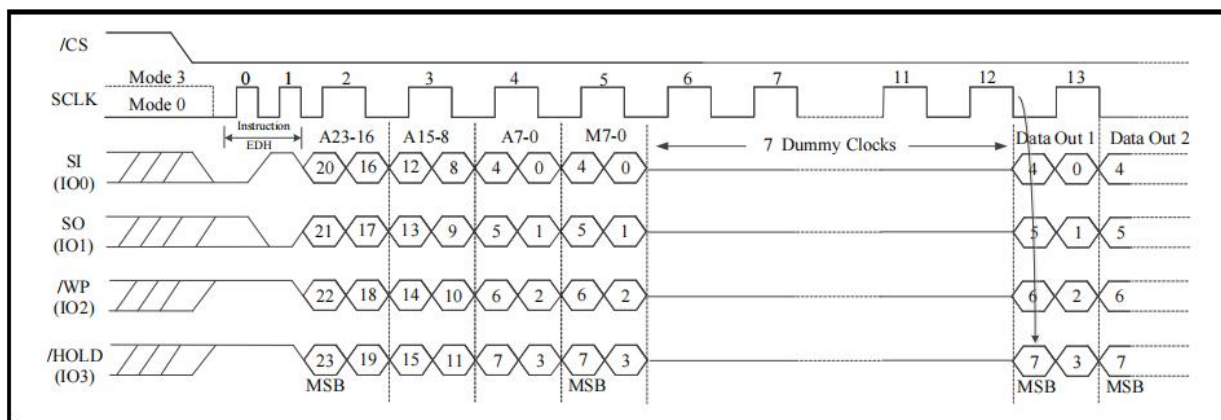 /CS
Mode 3 0 1 2 3 4 5 6 7 11 12 13
SCLK Mode 0
Instruction
EDH A23-16 A15-8 A7-0 M7-0 7 Dummy Clocks Data Out 1 Data Out 2
SI
(IO0) 20 16 12 8 4 0 4 0 4 0 4
SO
(IO1) 21 17 13 9 5 1 5 1 5 1 5
/WP
(IO2) 22 18 14 10 6 2 6 2 6 2 6
/HOLD
(IO3) 23 19 15 11 7 3 7 3 7 3 7
MSB MSB MSB MSB